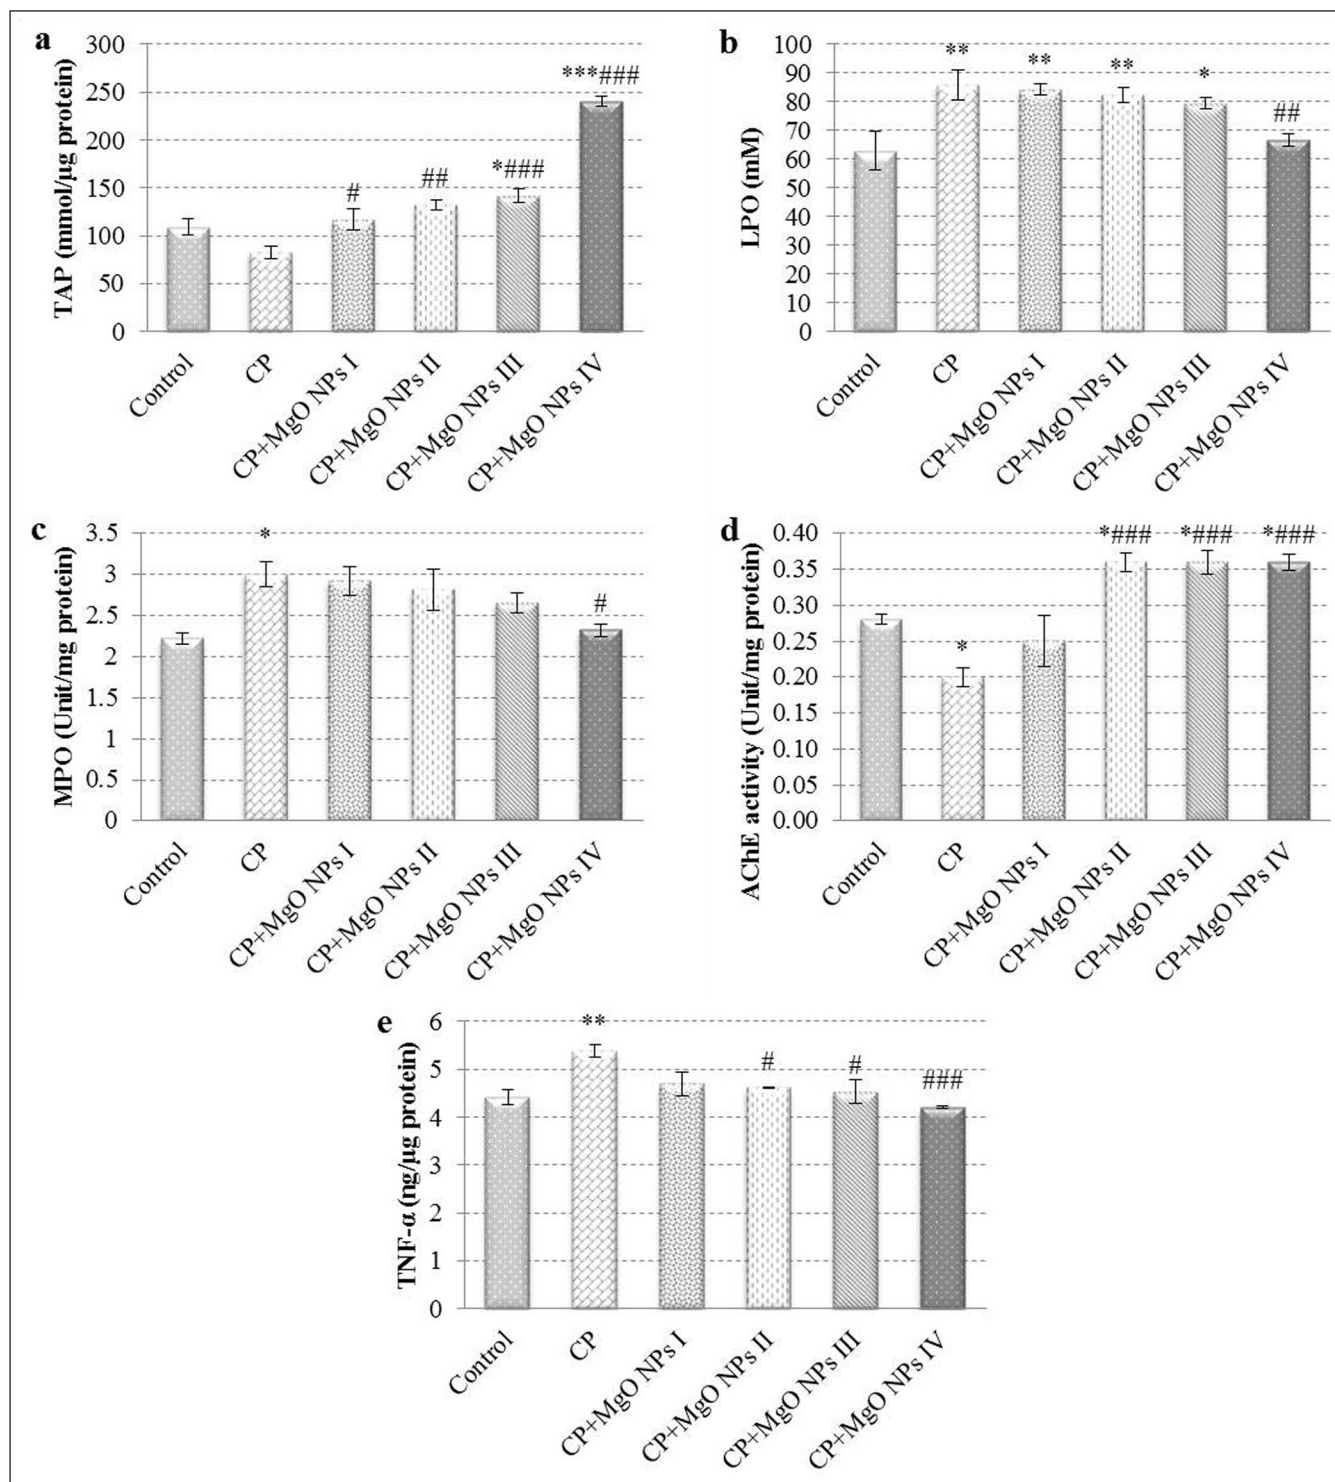 a
TAP (mmol/µg protein)
300
250
200
150
100
50
0
#
##
*###
***###
Control
CP
CP+MgO NPs I
CP+MgO NPs II
CP+MgO NPs III
CP+MgO NPs IV
b
LPO (mM)
100
90
80
70
60
50
40
30
20
10
0
**
**
**
*
##
Control
CP
CP+MgO NPs I
CP+MgO NPs II
CP+MgO NPs III
CP+MgO NPs IV
c
MPO (Unit/mg protein)
3.5
3
2.5
2
1.5
1
0.5
0
*
#
Control
CP
CP+MgO NPs I
CP+MgO NPs II
CP+MgO NPs III
CP+MgO NPs IV
d
AChE activity (Unit/mg protein)
0.40
0.35
0.30
0.25
0.20
0.15
0.10
0.05
0.00
*
*###
*###
*###
Control
CP
CP+MgO NPs I
CP+MgO NPs II
CP+MgO NPs III
CP+MgO NPs IV
e
TNF-α (ng/µg protein)
6
5
4
3
2
1
0
**
#
#
###
Control
CP
CP+MgO NPs I
CP+MgO NPs II
CP+MgO NPs III
CP+MgO NPs IV